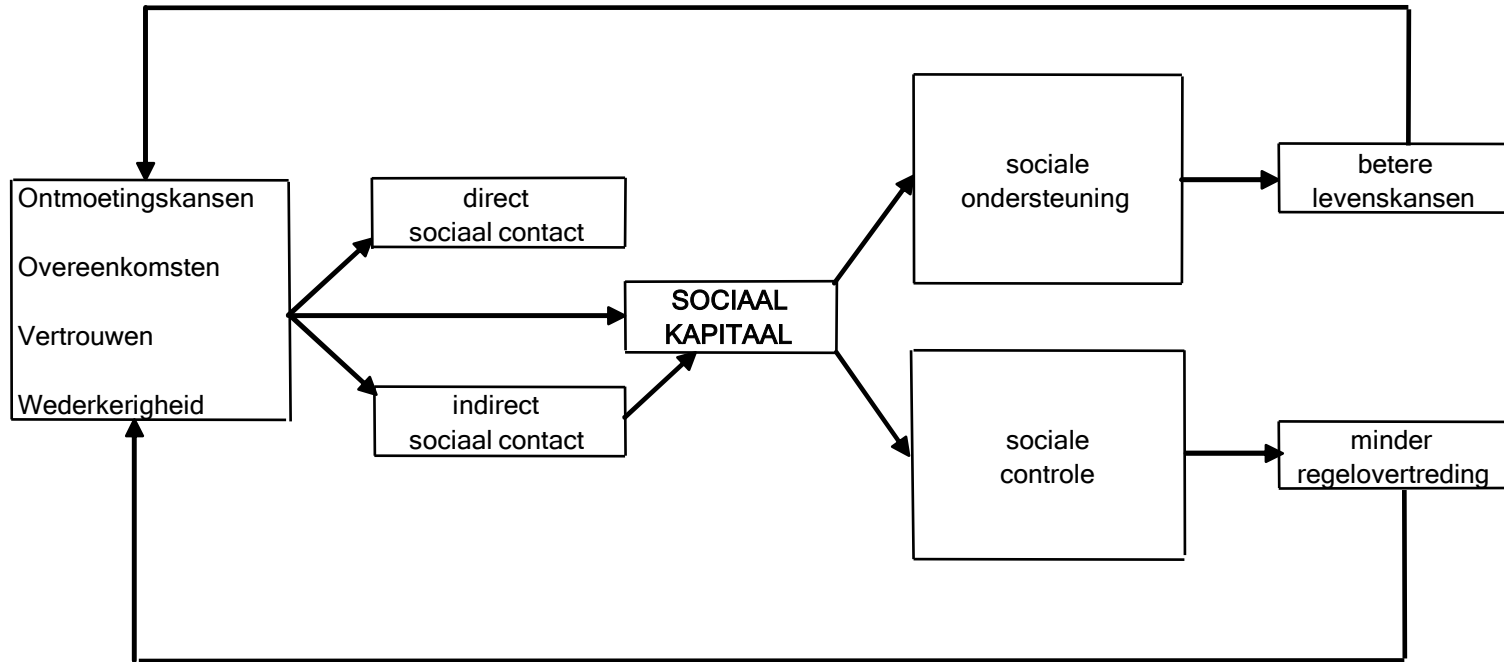 Ontmoetingskansen
Overeenkomsten
Vertrouwen
Wederkerigheid
direct
sociaal contact
indirect
sociaal contact
SOCIAAL
KAPITAAL
sociale
ondersteuning
sociale
controle
betere
levenskansen
minder
regelovertreding